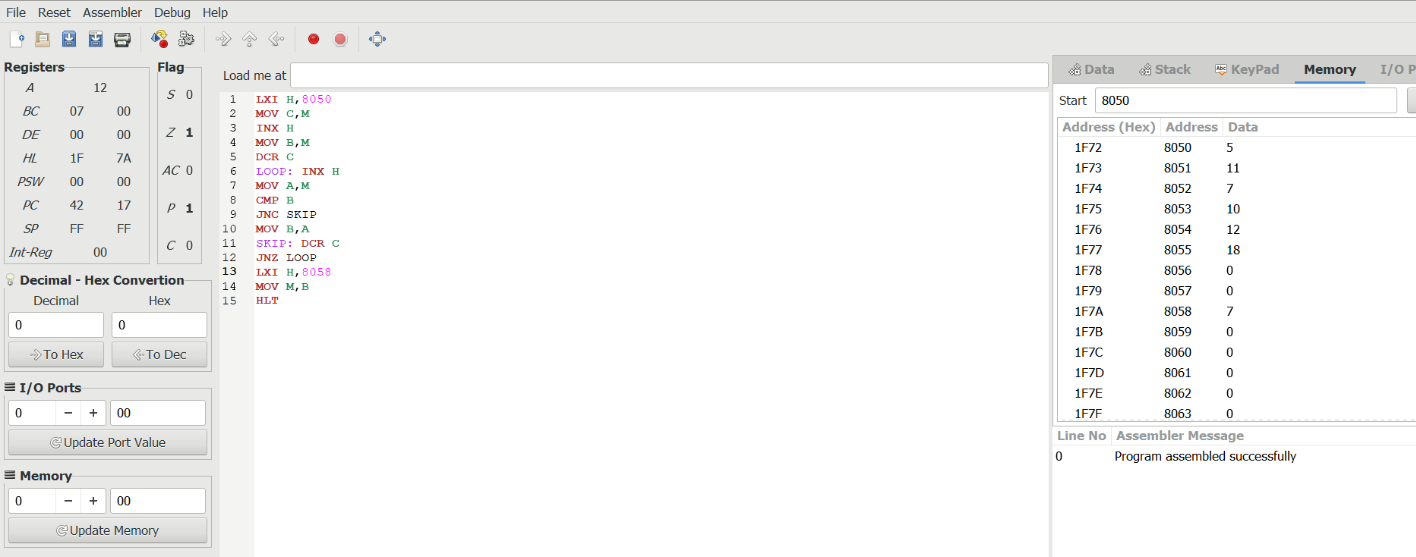 File Reset Assembler Debug Help
Registers
A 12
BC 07 00
DE 00 00
HL 1F 7A
PSW 00 00
PC 42 17
SP FF FF
Int-Reg 00
Flag
S 0
Z 1
AC 0
P 1
C 0
Decimal - Hex Convertion
Decimal Hex
0 0
To Hex To Dec
I/O Ports
0 − + 00
Update Port Value
Memory
0 − + 00
Update Memory
Load me at
1 LXI H,8050
2 MOV C,M
3 INX H
4 MOV B,M
5 DCR C
6 LOOP: INX H
7 MOV A,M
8 CMP B
9 JNC SKIP
10 MOV B,A
11 SKIP: DCR C
12 JNZ LOOP
13 LXI H,8058
14 MOV M,B
15 HLT
Data Stack Abc KeyPad Memory I/O P
Start 8050
Address (Hex) Address Data
1F72 8050 5
1F73 8051 11
1F74 8052 7
1F75 8053 10
1F76 8054 12
1F77 8055 18
1F78 8056 0
1F79 8057 0
1F7A 8058 7
1F7B 8059 0
1F7C 8060 0
1F7D 8061 0
1F7E 8062 0
1F7F 8063 0
Line No Assembler Message
0 Program assembled successfully